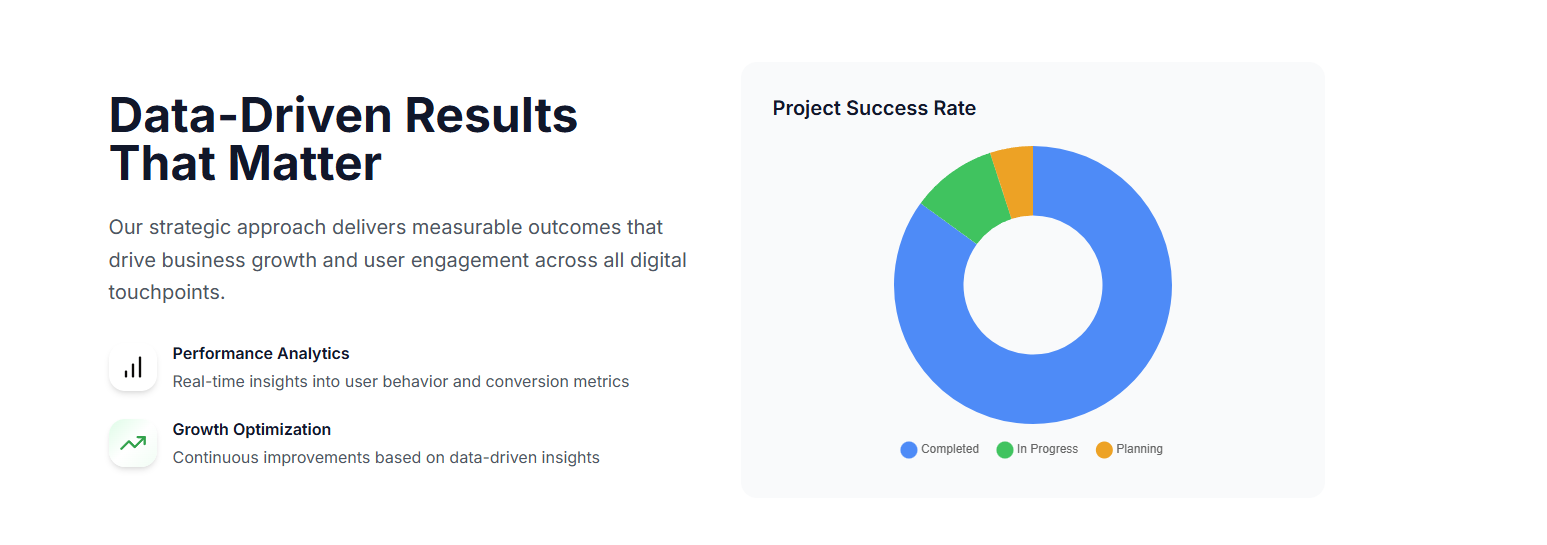 Data-Driven Results
That Matter
Our strategic approach delivers measurable outcomes that
drive business growth and user engagement across all digital
touchpoints.
Performance Analytics
Real-time insights into user behavior and conversion metrics
Growth Optimization
Continuous improvements based on data-driven insights
Project Success Rate
Completed In Progress Planning